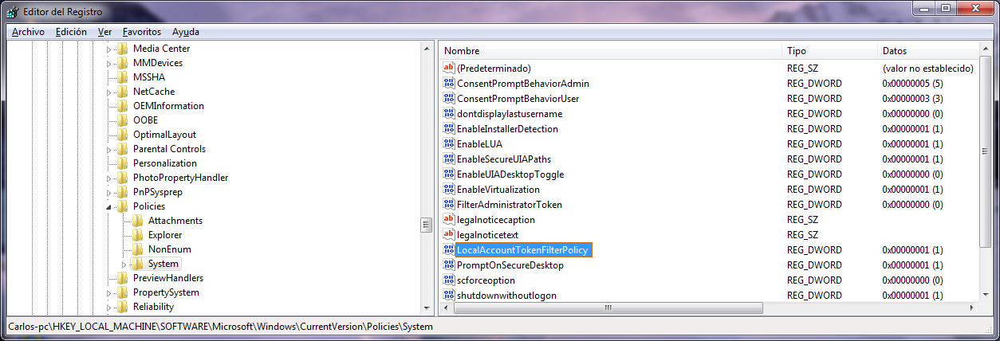 Editor del Registro
Archivo Edición Ver Favoritos Ayuda
Media Center
MMDevices
MSSHA
NetCache
OEMInformation
OOBE
OptimalLayout
Parental Controls
Personalization
PhotoPropertyHandler
PnPSysprep
Policies
Attachments
Explorer
NonEnum
System
PreviewHandlers
PropertySystem
Reliability
Nombre Tipo Datos
(Predeterminado) REG_SZ (valor no establecido)
ConsentPromptBehaviorAdmin REG_DWORD 0x00000005 (5)
ConsentPromptBehaviorUser REG_DWORD 0x00000003 (3)
dontdisplaylastusername REG_DWORD 0x00000000 (0)
EnableInstallerDetection REG_DWORD 0x00000001 (1)
EnableLUA REG_DWORD 0x00000001 (1)
EnableSecureUIAPaths REG_DWORD 0x00000001 (1)
EnableUIADesktopToggle REG_DWORD 0x00000000 (0)
EnableVirtualization REG_DWORD 0x00000001 (1)
FilterAdministratorToken REG_DWORD 0x00000000 (0)
legalnoticecaption REG_SZ
legalnoticetext REG_SZ
LocalAccountTokenFilterPolicy REG_DWORD 0x00000001 (1)
PromptOnSecureDesktop REG_DWORD 0x00000001 (1)
scforceoption REG_DWORD 0x00000000 (0)
shutdownwithoutlogon REG_DWORD 0x00000001 (1)
Carlos-pc\HKEY_LOCAL_MACHINE\SOFTWARE\Microsoft\Windows\CurrentVersion\Policies\System